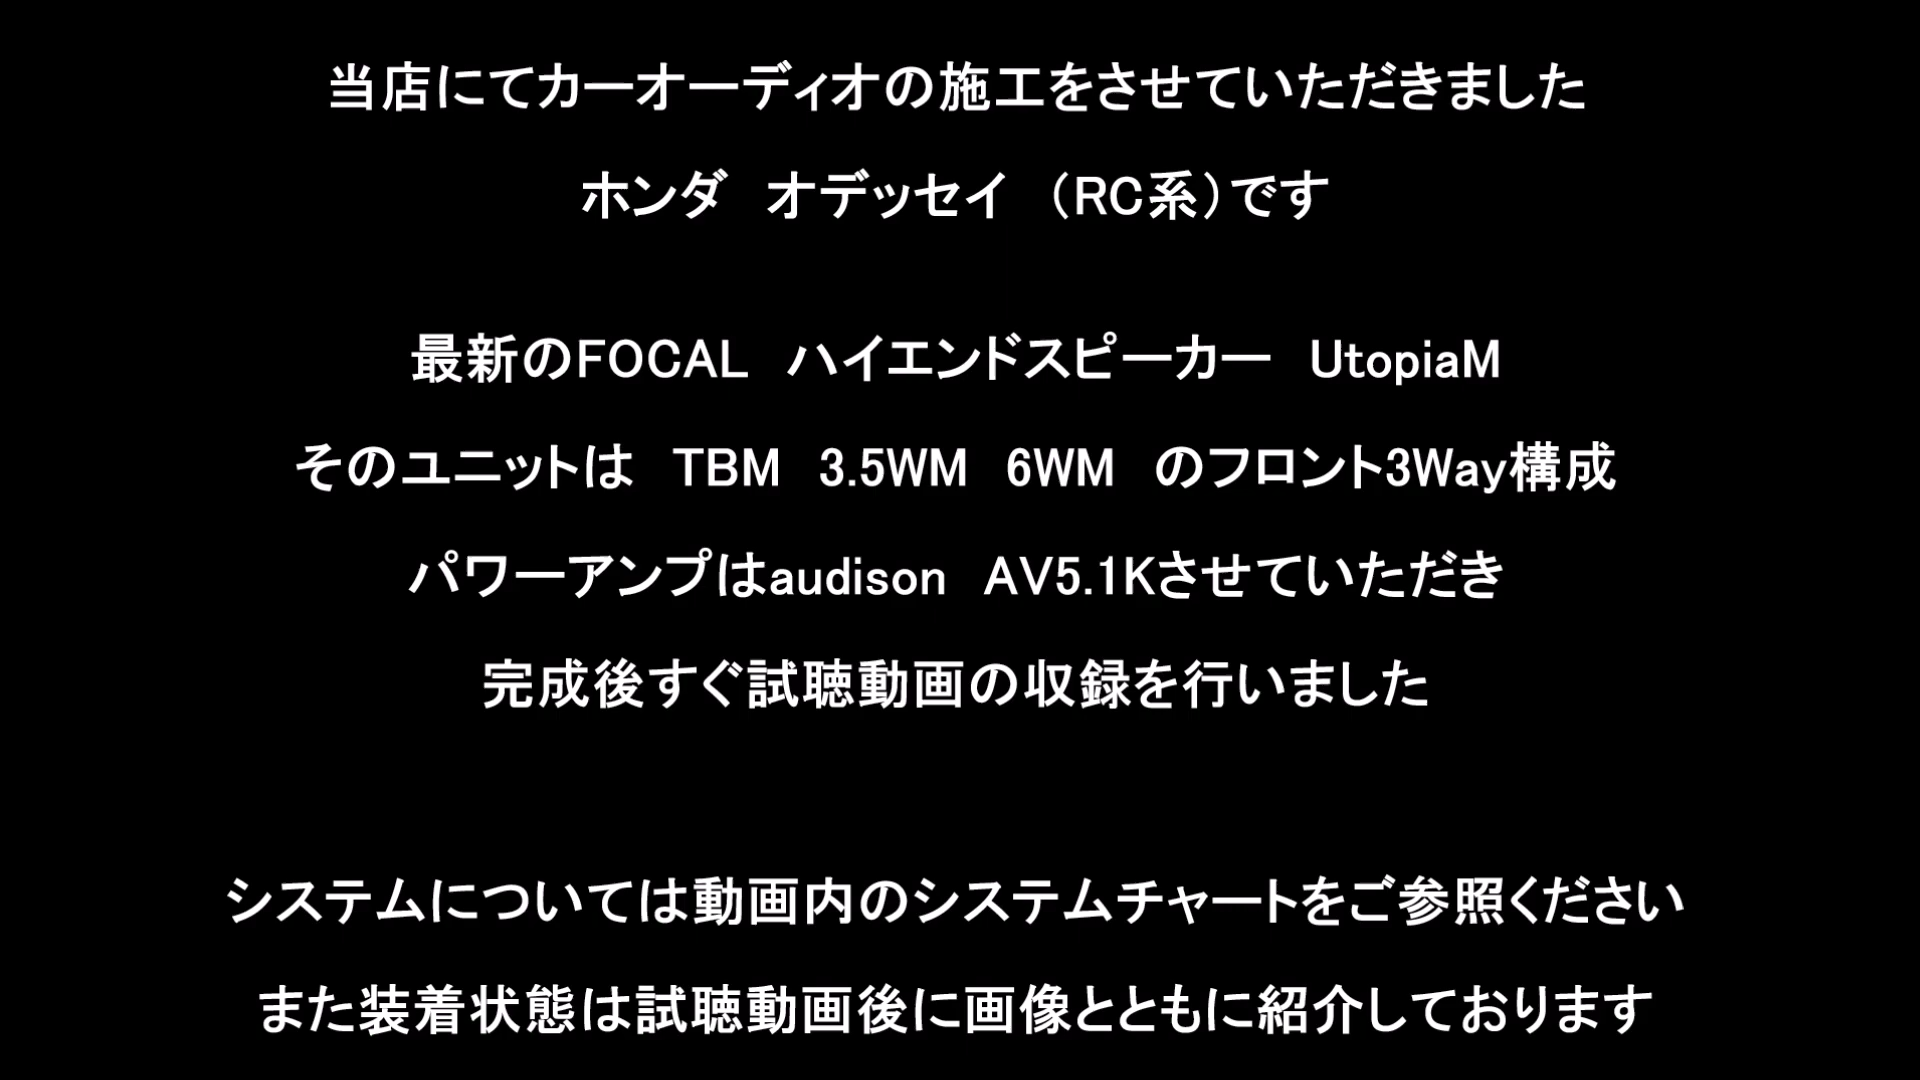 当店にてカーオーディオの施工をさせていただきました
ホンダ　オデッセイ　（RC系）です
最新のFOCAL　ハイエンドスピーカー　UtopiaM
そのユニットは　TBM　3.5WM　6WM　のフロント3Way構成
パワーアンプはaudison　AV5.1Kさせていただき
完成後すぐ試聴動画の収録を行いました
システムについては動画内のシステムチャートをご参照ください
また装着状態は試聴動画後に画像とともに紹介しております